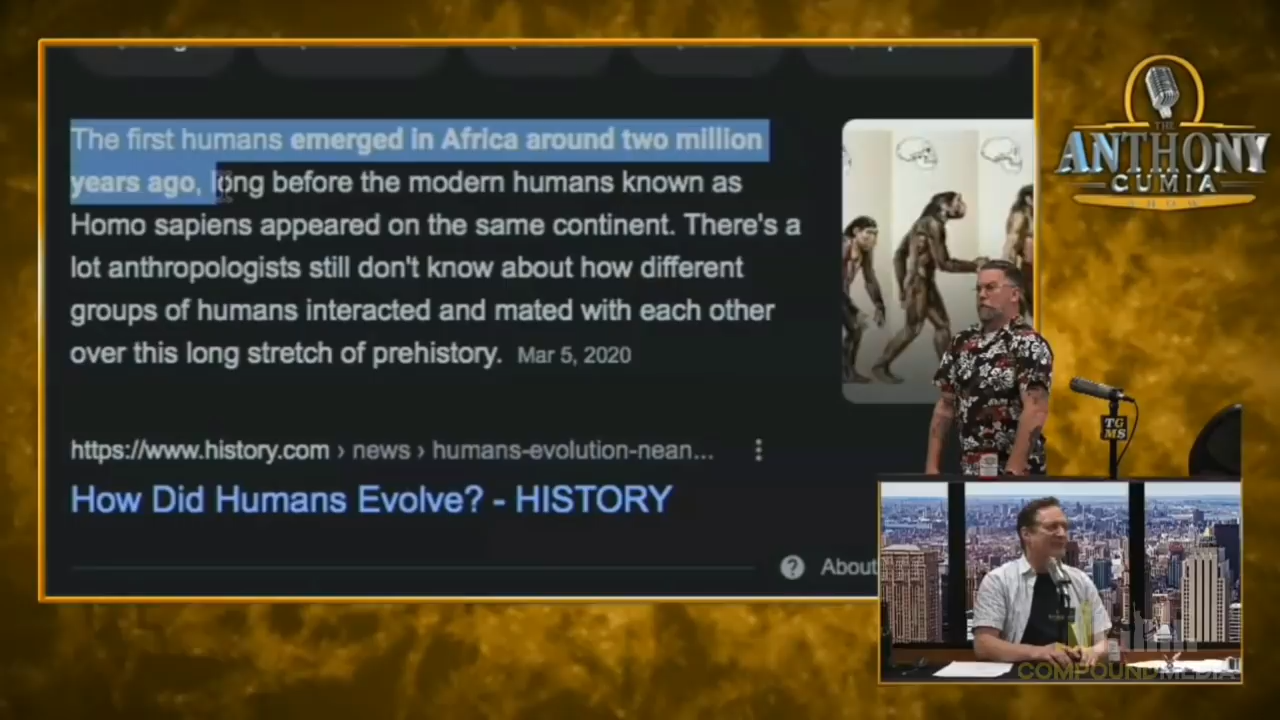 The first humans emerged in Africa around two million
years ago, long before the modern humans known as
Homo sapiens appeared on the same continent. There's a
lot anthropologists still don't know about how different
groups of humans interacted and mated with each other
over this long stretch of prehistory. Mar 5, 2020
https://www.history.com › news › humans-evolution-nean...
How Did Humans Evolve? - HISTORY
About
THE
ANTHONY
CUMIA
SHOW
TG
MS
COMPOUND MEDIA